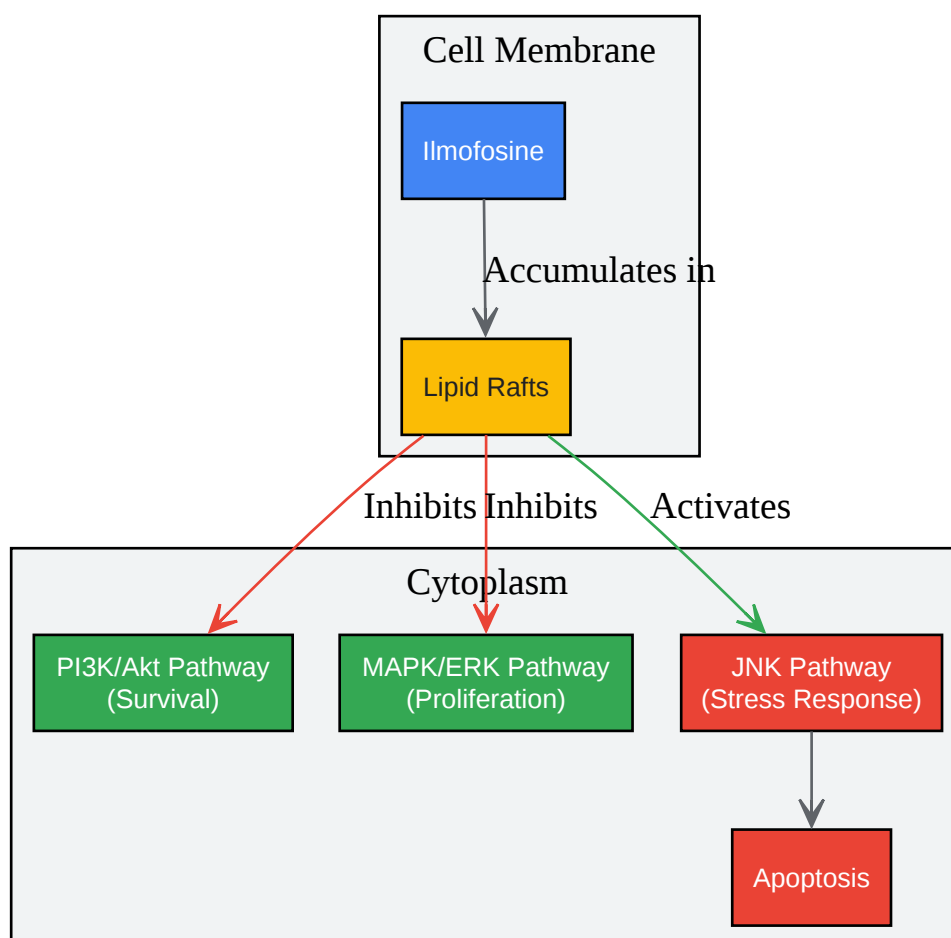 Cell Membrane
Ilmofosine
Accumulates in
Lipid Rafts
Inhibits
Inhibits
Activates
Cytoplasm
PI3K/Akt Pathway
(Survival)
MAPK/ERK Pathway
(Proliferation)
JNK Pathway
(Stress Response)
Apoptosis